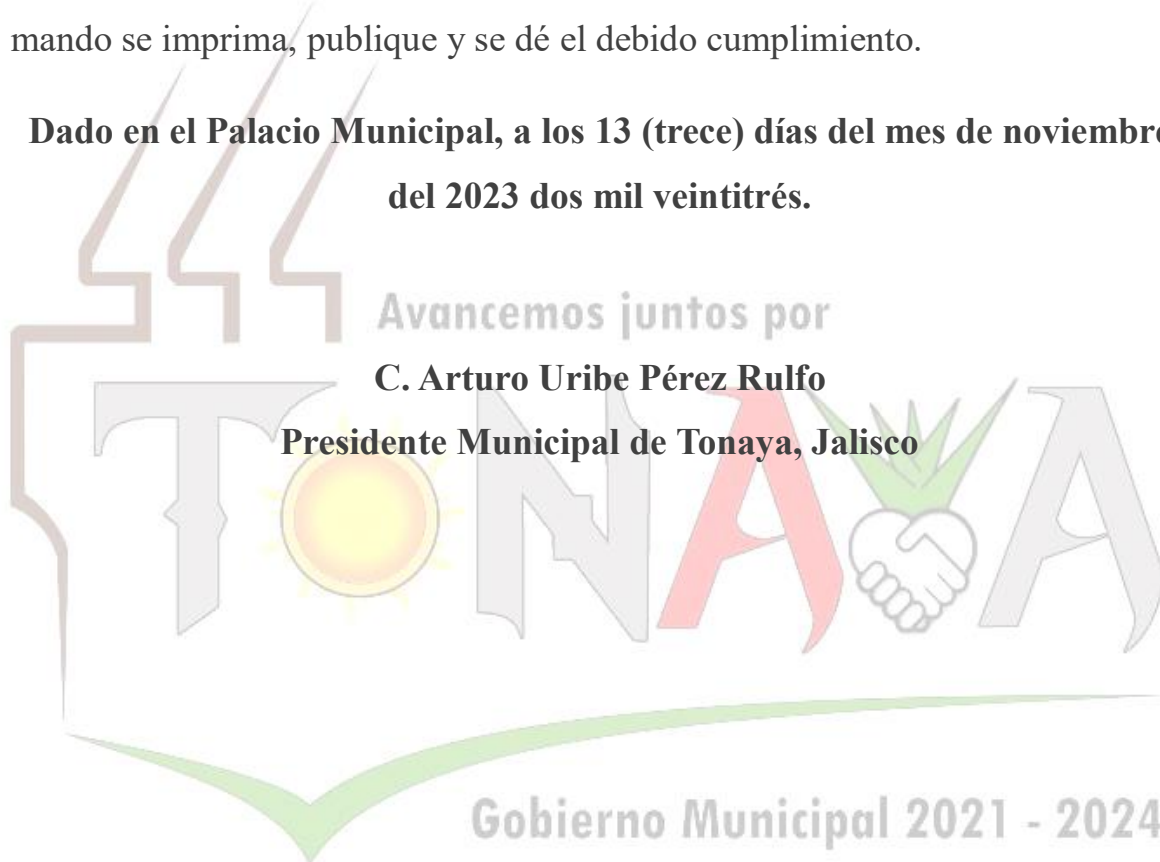 mando se imprima, publique y se dé el debido cumplimiento.
Dado en el Palacio Municipal, a los 13 (trece) días del mes de noviembre
del 2023 dos mil veintitrés.
Avancemos juntos por
C. Arturo Uribe Pérez Rulfo
Presidente Municipal de Tonaya, Jalisco
TONAYA
Gobierno Municipal 2021 - 2024